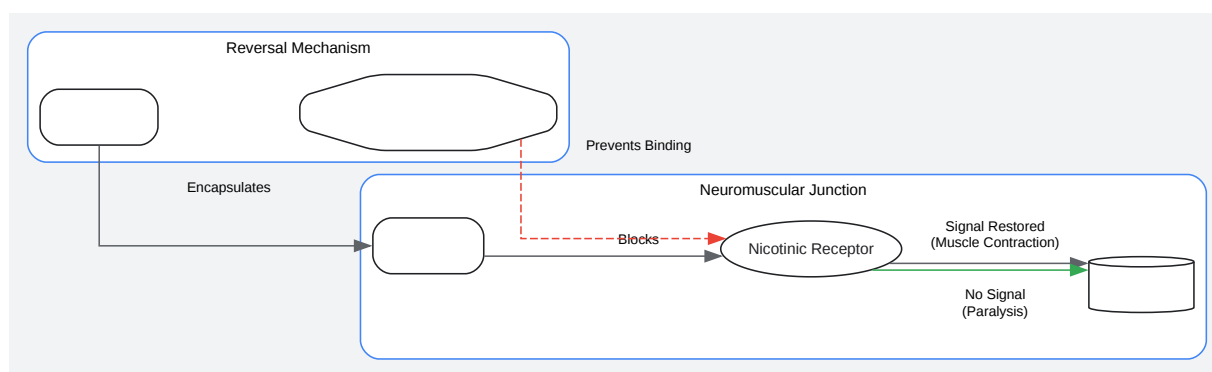 Reversal Mechanism
Prevents Binding
Encapsulates
Neuromuscular Junction
Blocks
Nicotinic Receptor
Signal Restored
(Muscle Contraction)
No Signal
(Paralysis)